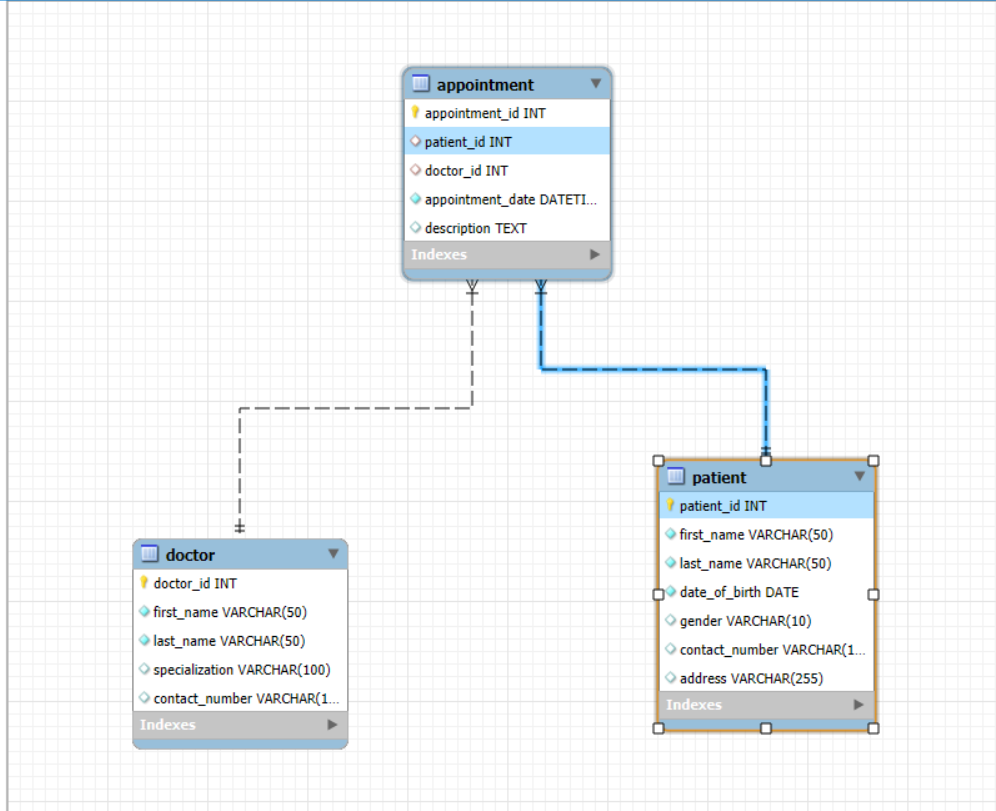 appointment
appointment_id INT
patient_id INT
doctor_id INT
appointment_date DATETI...
description TEXT
Indexes
patient
patient_id INT
first_name VARCHAR(50)
last_name VARCHAR(50)
date_of_birth DATE
gender VARCHAR(10)
contact_number VARCHAR(1...
address VARCHAR(255)
Indexes
doctor
doctor_id INT
first_name VARCHAR(50)
last_name VARCHAR(50)
specialization VARCHAR(100)
contact_number VARCHAR(1...
Indexes